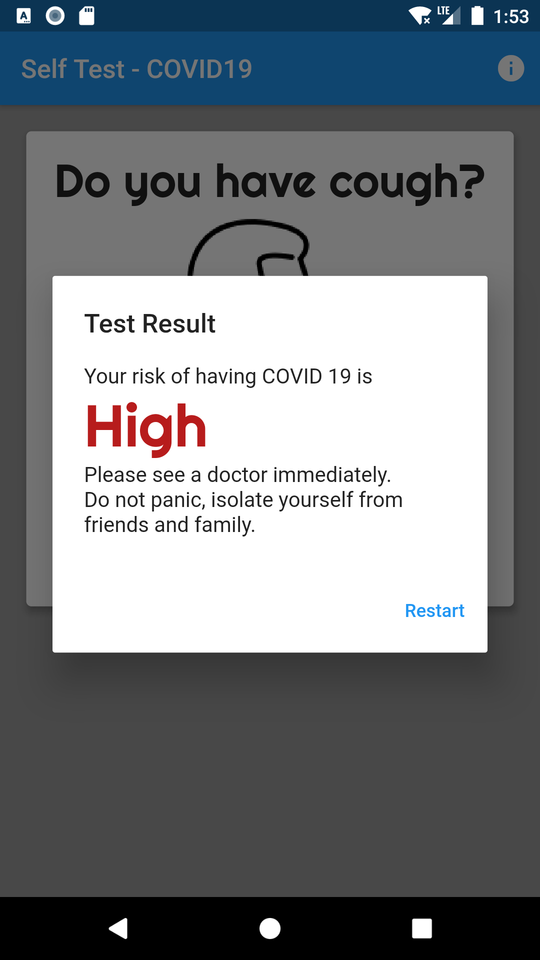 A
LTE
1:53
Self Test - COVID19
Do you have cough?
Test Result
Your risk of having COVID 19 is
High
Please see a doctor immediately.
Do not panic, isolate yourself from
friends and family.
Restart